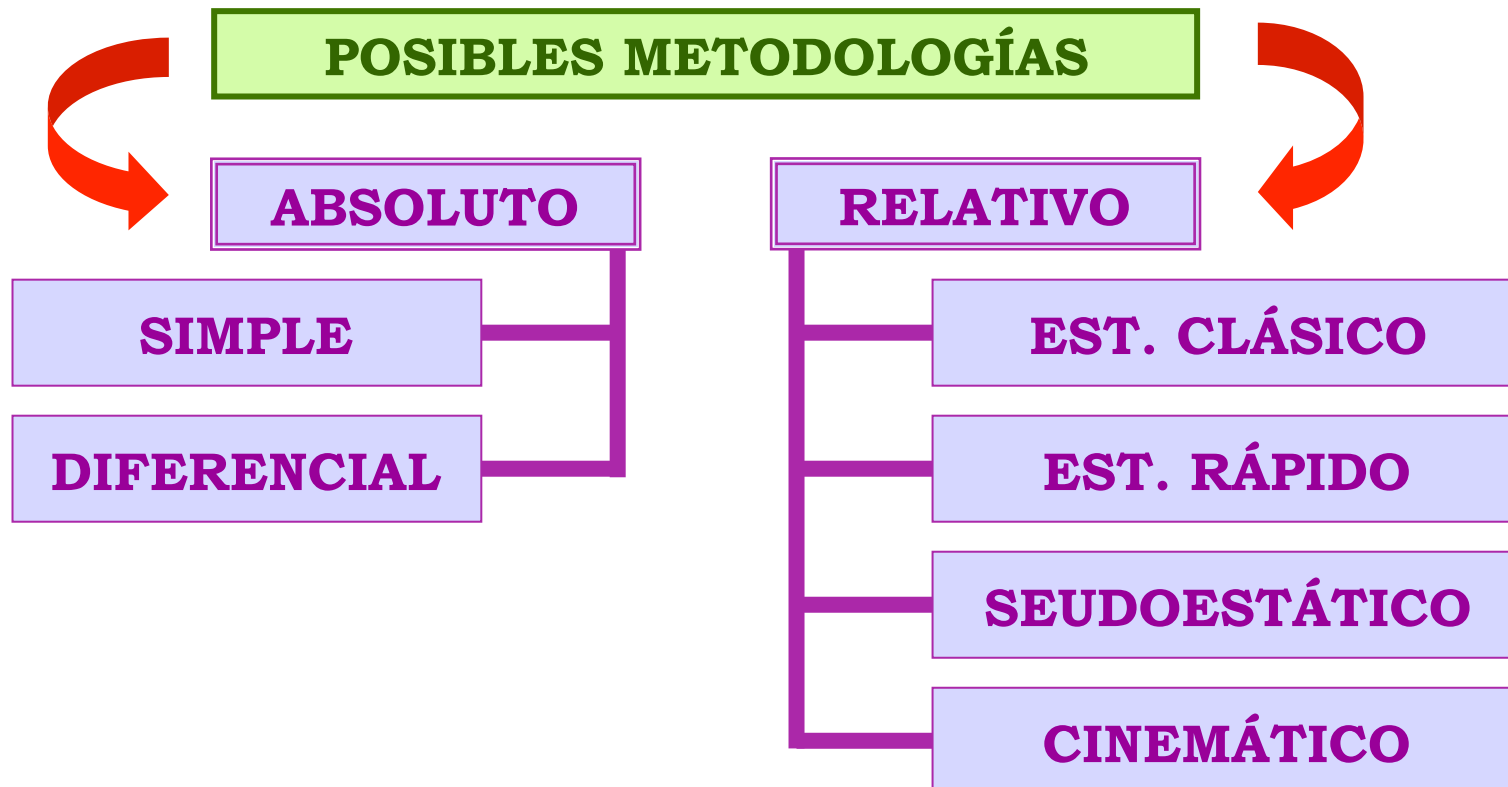 POSIBLES METODOLOGÍAS
ABSOLUTO
SIMPLE
DIFERENCIAL
RELATIVO
EST. CLÁSICO
EST. RÁPIDO
SEUDOESTÁTICO
CINEMÁTICO